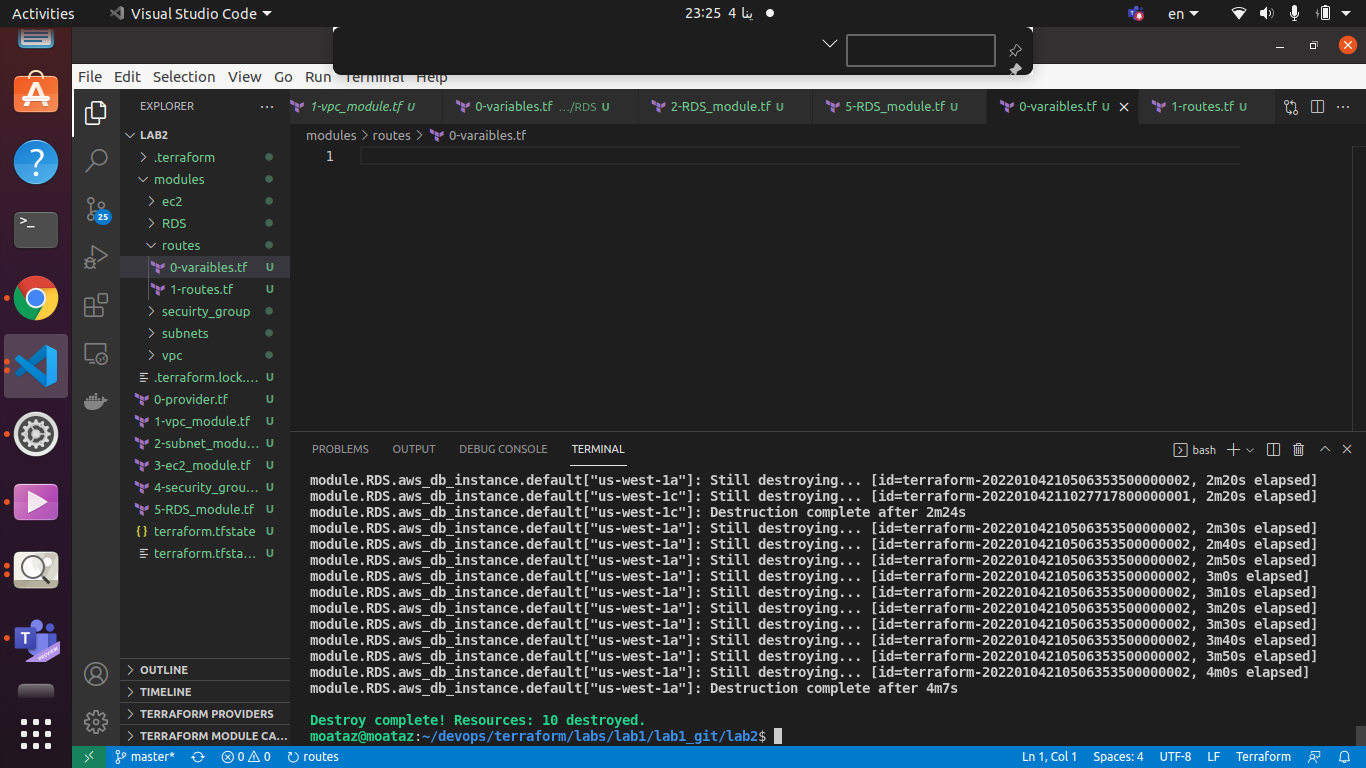 Activities Visual Studio Code 23:25 4 ينا en
File Edit Selection View Go Run Terminal Help
EXPLORER
1-vpc_module.tf U 0-variables.tf .../RDS U 2-RDS_module.tf U 5-RDS_module.tf U 0-varaibles.tf U 1-routes.tf U
LAB2
modules > routes > 0-varaibles.tf
1
.terraform
modules
ec2
RDS
routes
0-varaibles.tf U
1-routes.tf U
secuirty_group
subnets
vpc
.terraform.lock.... U
0-provider.tf U
1-vpc_module.tf U
2-subnet_modu... U
3-ec2_module.tf U
4-security_grou... U
5-RDS_module.tf U
terraform.tfstate U
terraform.tfsta... U
25
OUTLINE
TIMELINE
TERRAFORM PROVIDERS
TERRAFORM MODULE CA...
PROBLEMS OUTPUT DEBUG CONSOLE TERMINAL bash
module.RDS.aws_db_instance.default["us-west-1a"]: Still destroying... [id=terraform-20220104210506353500000002, 2m20s elapsed]
module.RDS.aws_db_instance.default["us-west-1c"]: Still destroying... [id=terraform-20220104211027717800000001, 2m20s elapsed]
module.RDS.aws_db_instance.default["us-west-1c"]: Destruction complete after 2m24s
module.RDS.aws_db_instance.default["us-west-1a"]: Still destroying... [id=terraform-20220104210506353500000002, 2m30s elapsed]
module.RDS.aws_db_instance.default["us-west-1a"]: Still destroying... [id=terraform-20220104210506353500000002, 2m40s elapsed]
module.RDS.aws_db_instance.default["us-west-1a"]: Still destroying... [id=terraform-20220104210506353500000002, 2m50s elapsed]
module.RDS.aws_db_instance.default["us-west-1a"]: Still destroying... [id=terraform-20220104210506353500000002, 3m0s elapsed]
module.RDS.aws_db_instance.default["us-west-1a"]: Still destroying... [id=terraform-20220104210506353500000002, 3m10s elapsed]
module.RDS.aws_db_instance.default["us-west-1a"]: Still destroying... [id=terraform-20220104210506353500000002, 3m20s elapsed]
module.RDS.aws_db_instance.default["us-west-1a"]: Still destroying... [id=terraform-20220104210506353500000002, 3m30s elapsed]
module.RDS.aws_db_instance.default["us-west-1a"]: Still destroying... [id=terraform-20220104210506353500000002, 3m40s elapsed]
module.RDS.aws_db_instance.default["us-west-1a"]: Still destroying... [id=terraform-20220104210506353500000002, 3m50s elapsed]
module.RDS.aws_db_instance.default["us-west-1a"]: Still destroying... [id=terraform-20220104210506353500000002, 4m0s elapsed]
module.RDS.aws_db_instance.default["us-west-1a"]: Destruction complete after 4m7s
Destroy complete! Resources: 10 destroyed.
moataz@moataz:~/devops/terraform/labs/lab1/lab1_git/lab2$
master* 0 0 routes Ln 1, Col 1 Spaces: 4 UTF-8 LF Terraform